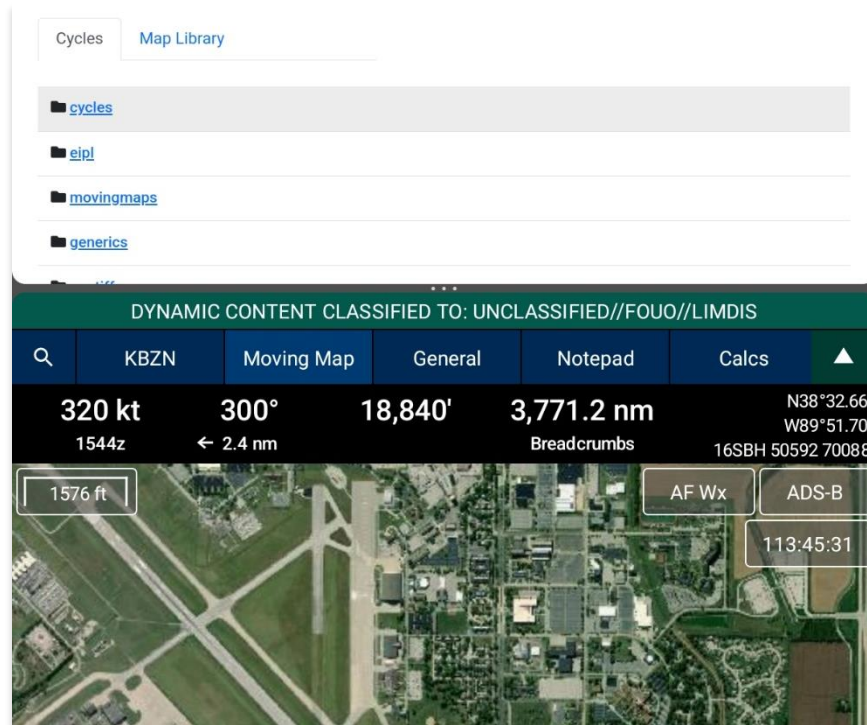 Cycles Map Library
cycles
eipl
movingmaps
generics
DYNAMIC CONTENT CLASSIFIED TO: UNCLASSIFIED//FOUO//LIMDIS
KBZN Moving Map General Notepad Calcs
320 kt 300° 18,840' 3,771.2 nm N38°32.66
W89°51.70
1544z ← 2.4 nm Breadcrumbs 16SBH 50592 70088
1576 ft AF Wx ADS-B
113:45:31